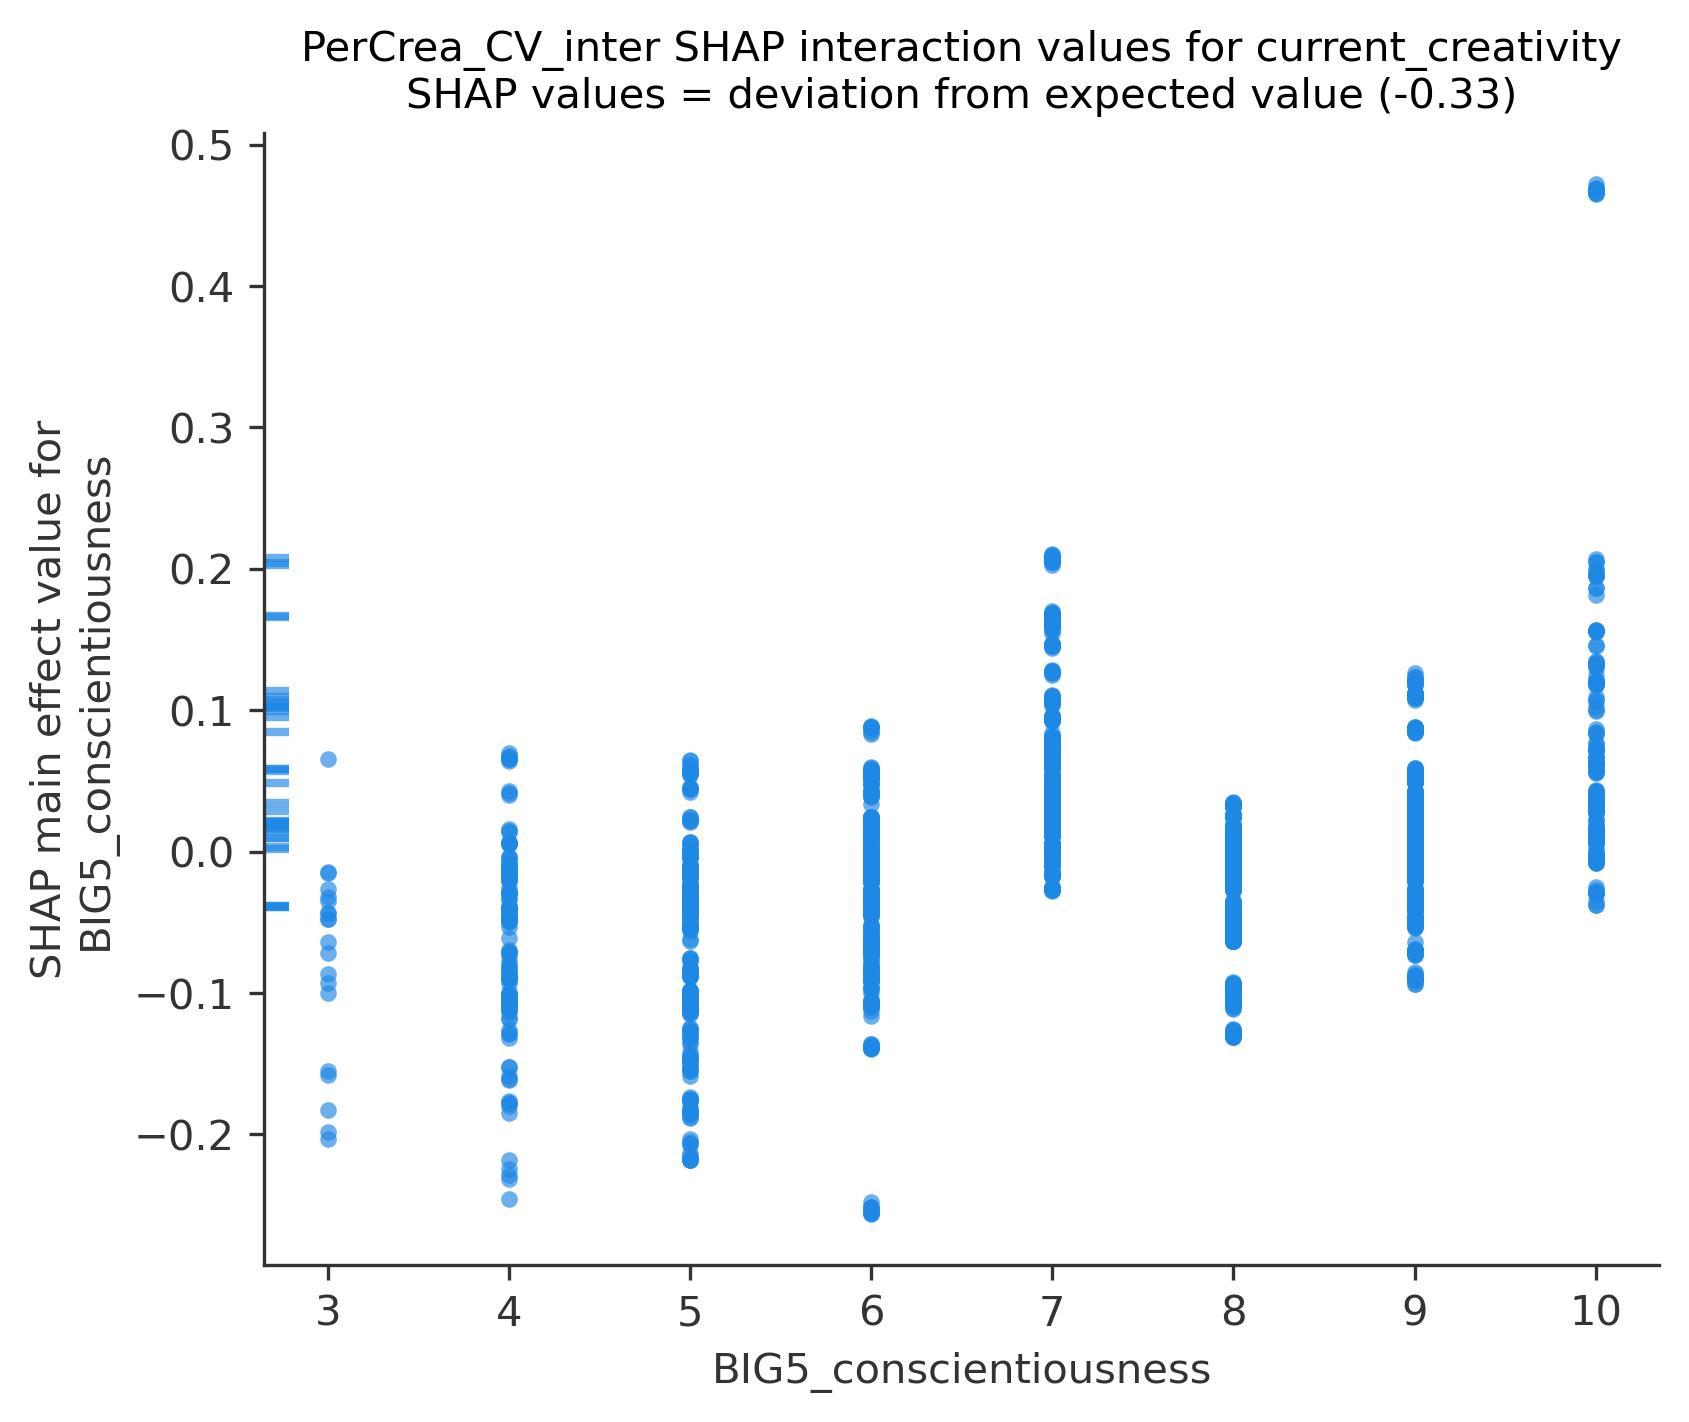 PerCrea_CV_inter SHAP interaction values for current_creativity
SHAP values = deviation from expected value (-0.33)
SHAP main effect value for
BIG5_conscientiousness
0.5
0.4
0.3
0.2
0.1
0.0
−0.1
−0.2
3 4 5 6 7 8 9 10
BIG5_conscientiousness